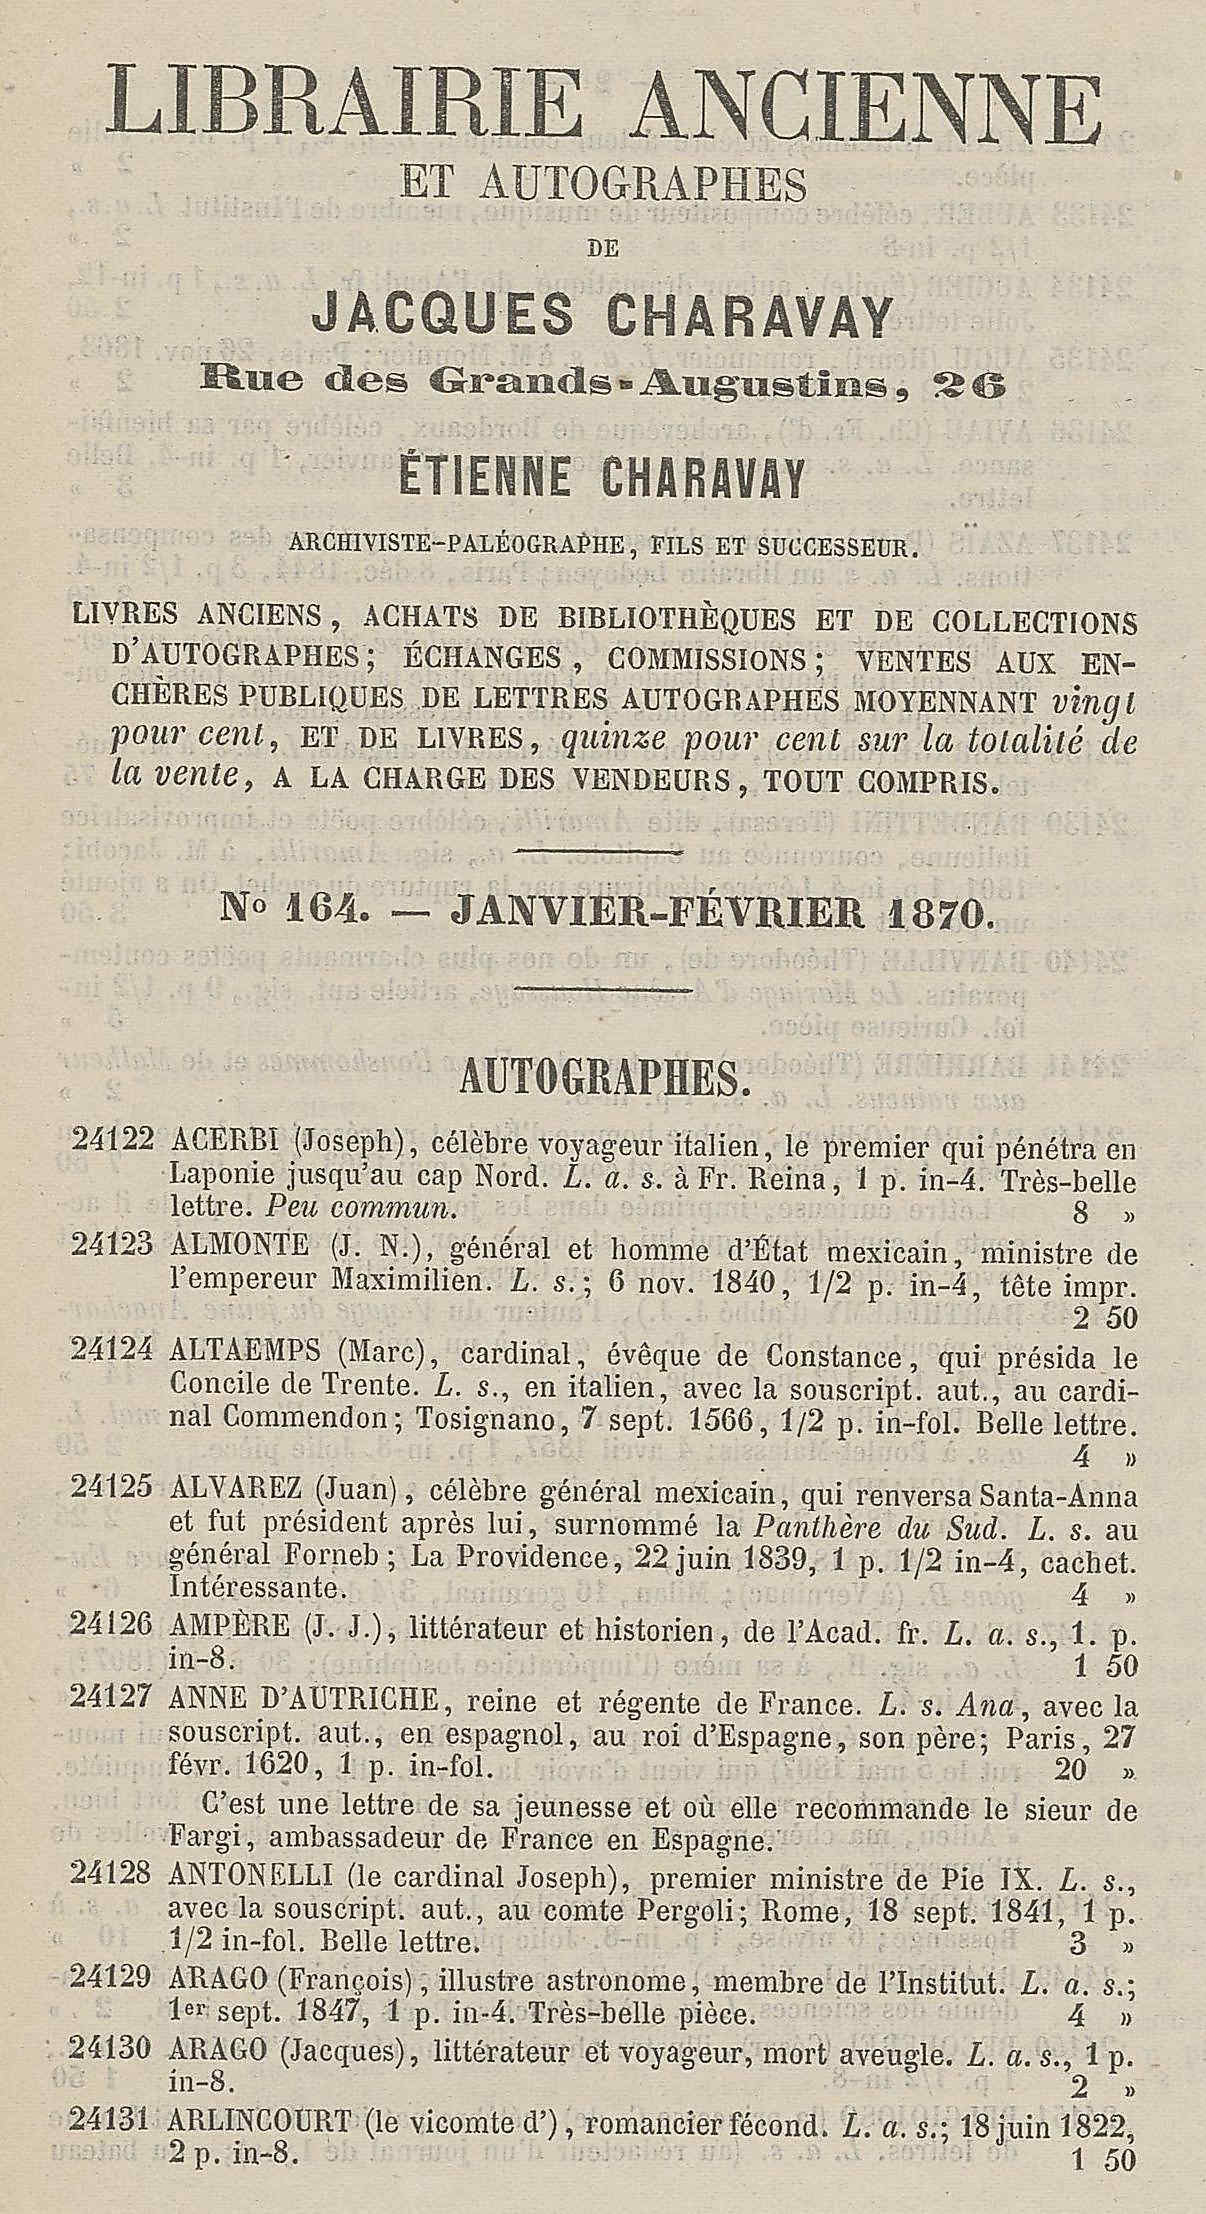 LIBRAIRIE ANCIENNE
ET AUTOGRAPHES
DE
JACQUES CHARAVAY
Rue des Grands-Augustins, 26
ÉTIENNE CHARAVAY
ARCHIVISTE-PALÉOGRAPHE, FILS ET SUCCESSEUR.
LIVRES ANCIENS, ACHATS DE BIBLIOTHÈQUES ET DE COLLECTIONS
D'AUTOGRAPHES; ÉCHANGES, COMMISSIONS; VENTES AUX EN-
CHÈRES PUBLIQUES DE LETTRES AUTOGRAPHES MOYENNANT vingt
pour cent, ET DE LIVRES, quinze pour cent sur la totalité de
la vente, A LA CHARGE DES VENDEURS, TOUT COMPRIS.
No 164. — JANVIER-FÉVRIER 1870.
AUTOGRAPHES.
24122 ACERBI (Joseph), célèbre voyageur italien, le premier qui pénétra en
Laponie jusqu'au cap Nord. L. a. s. à Fr. Reina, 1 p. in-4. Très-belle
lettre. Peu commun. 8 »
24123 ALMONTE (J. N.), général et homme d'État mexicain, ministre de
l'empereur Maximilien. L. s.; 6 nov. 1840, 1/2 p. in-4, tête impr.
2 50
24124 ALTAEMPS (Marc), cardinal, évêque de Constance, qui présida le
Concile de Trente. L. s., en italien, avec la souscript. aut., au cardi-
nal Commendon; Tosignano, 7 sept. 1566, 1/2 p. in-fol. Belle lettre.
4 »
24125 ALVAREZ (Juan), célèbre général mexicain, qui renversa Santa-Anna
et fut président après lui, surnommé la Panthère du Sud. L. s. au
général Forneb; La Providence, 22 juin 1839, 1 p. 1/2 in-4, cachet.
Intéressante. 4 »
24126 AMPÈRE (J. J.), littérateur et historien, de l'Acad. fr. L. a. s., 1. p.
in-8. 1 50
24127 ANNE D'AUTRICHE, reine et régente de France. L. s. Ana, avec la
souscript. aut., en espagnol, au roi d'Espagne, son père; Paris, 27
févr. 1620, 1 p. in-fol. 20 »
C'est une lettre de sa jeunesse et où elle recommande le sieur de
Fargi, ambassadeur de France en Espagne.
24128 ANTONELLI (le cardinal Joseph), premier ministre de Pie IX. L. s.,
avec la souscript. aut., au comte Pergoli; Rome, 18 sept. 1841, 1 p.
1/2 in-fol. Belle lettre. 3 »
24129 ARAGO (François), illustre astronome, membre de l'Institut. L. a. s.;
1er sept. 1847, 1 p. in-4. Très-belle pièce. 4 »
24130 ARAGO (Jacques), littérateur et voyageur, mort aveugle. L. a. s., 1 p.
in-8. 2 »
24131 ARLINCOURT (le vicomte d'), romancier fécond. L. a. s.; 18 juin 1822,
2 p. in-8. 1 50